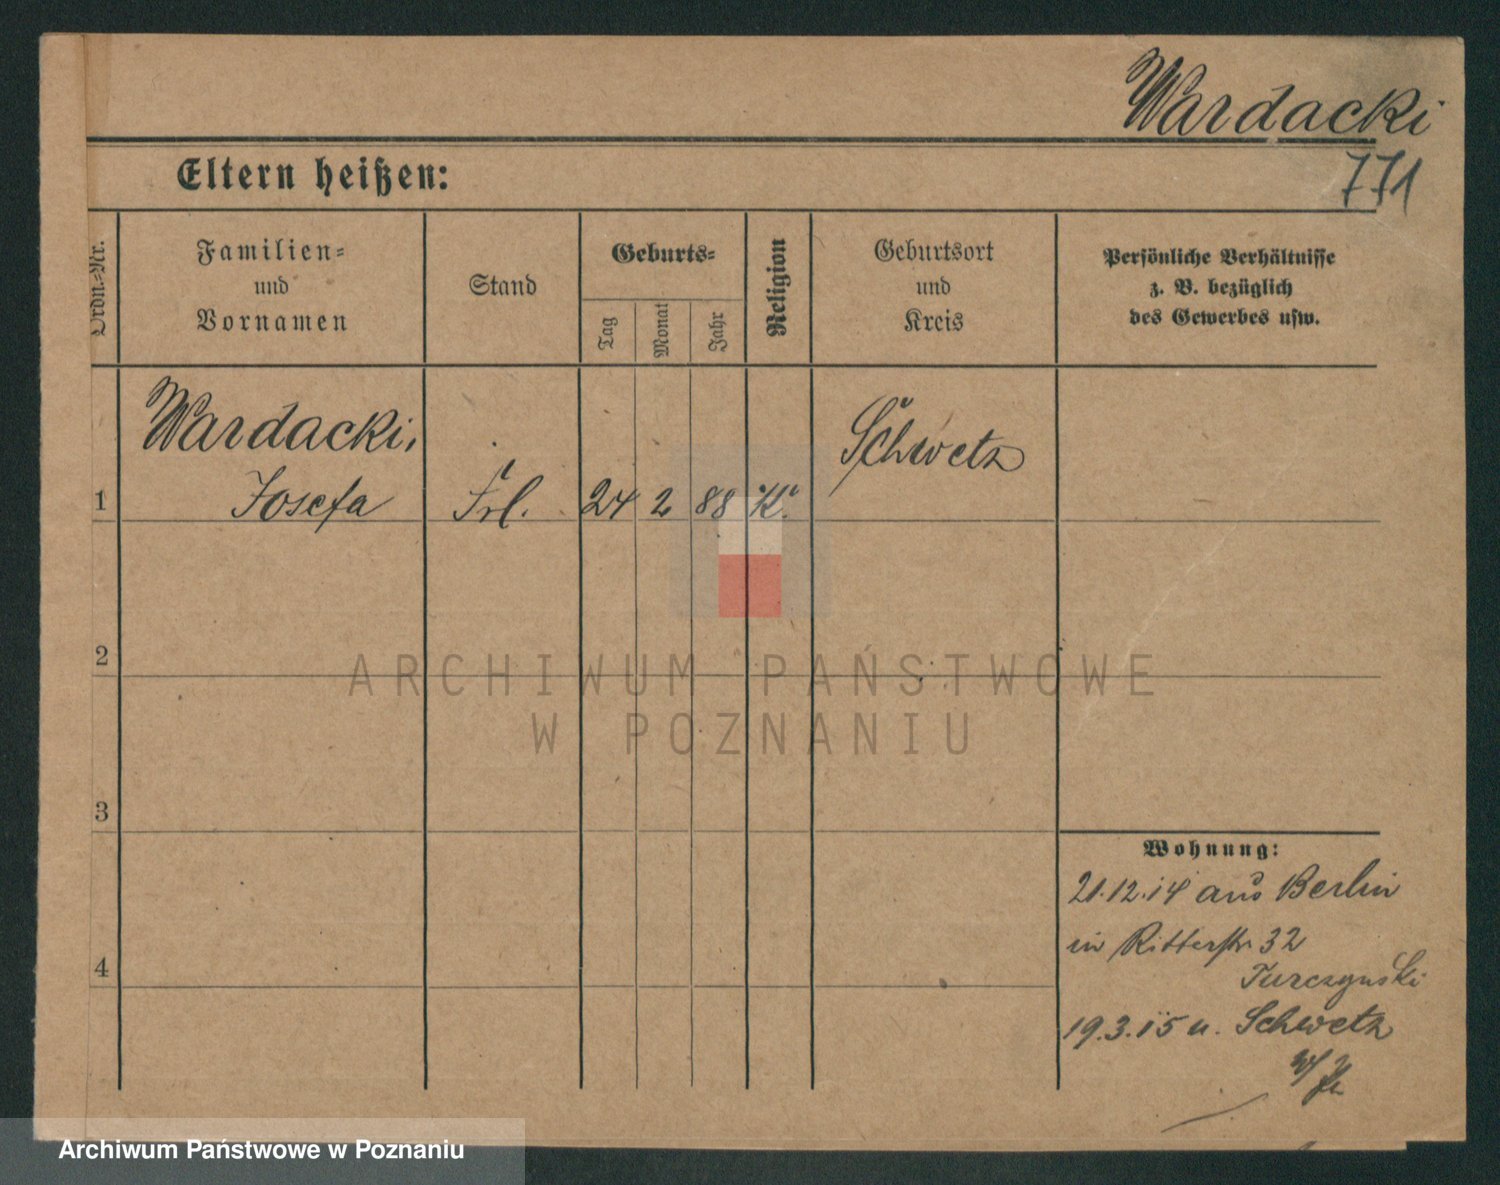 Wardacki
771
Eltern heißen:
Ordn.-Nr.
Familien-
und
Vornamen
Stand
Geburts-
Tag
Monat
Jahr
Religion
Geburtsort
und
Kreis
Persönliche Verhältnisse
z. B. bezüglich
des Gewerbes usw.
Wardacki,
1 Josefa Frl. 24 2 88 K. Schwetz
2
3
4
Wohnung:
21.12.14 aus Berlin
in Ritterstr 32
Turczynski
19.3.15 n. Schwetz
ARCHIWUM PAŃSTWOWE
W POZNANIU
Archiwum Państwowe w Poznaniu